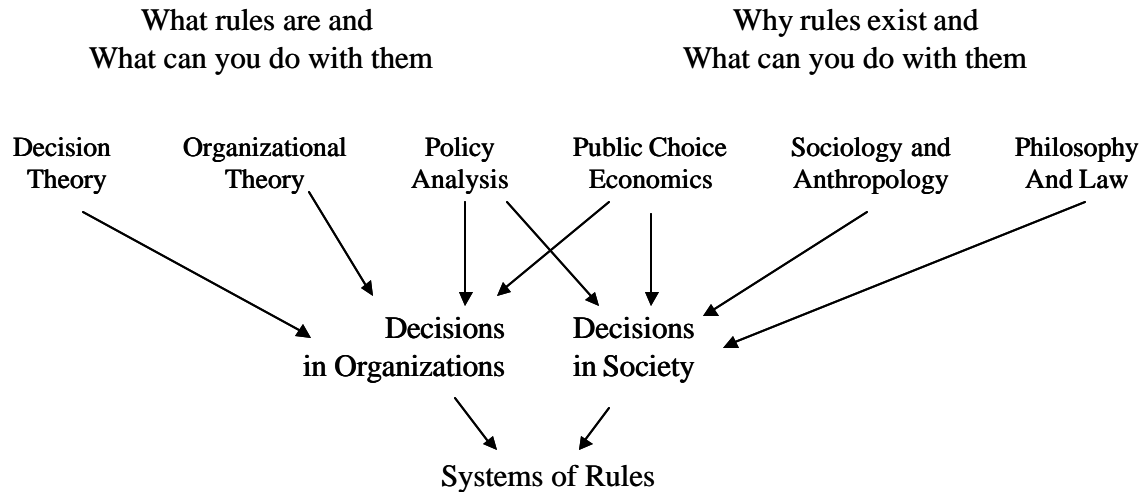 What rules are and
What can you do with them
Why rules exist and
What can you do with them
Decision
Theory
Organizational
Theory
Policy
Analysis
Public Choice
Economics
Sociology and
Anthropology
Philosophy
And Law
Decisions
in Organizations
Decisions
in Society
Systems of Rules